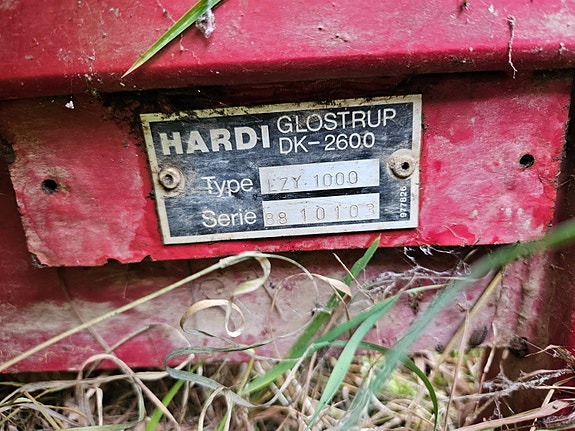 HARDI GLOSTRUP
DK-2600
Type EZY 1000
Serie 88 10103
977826